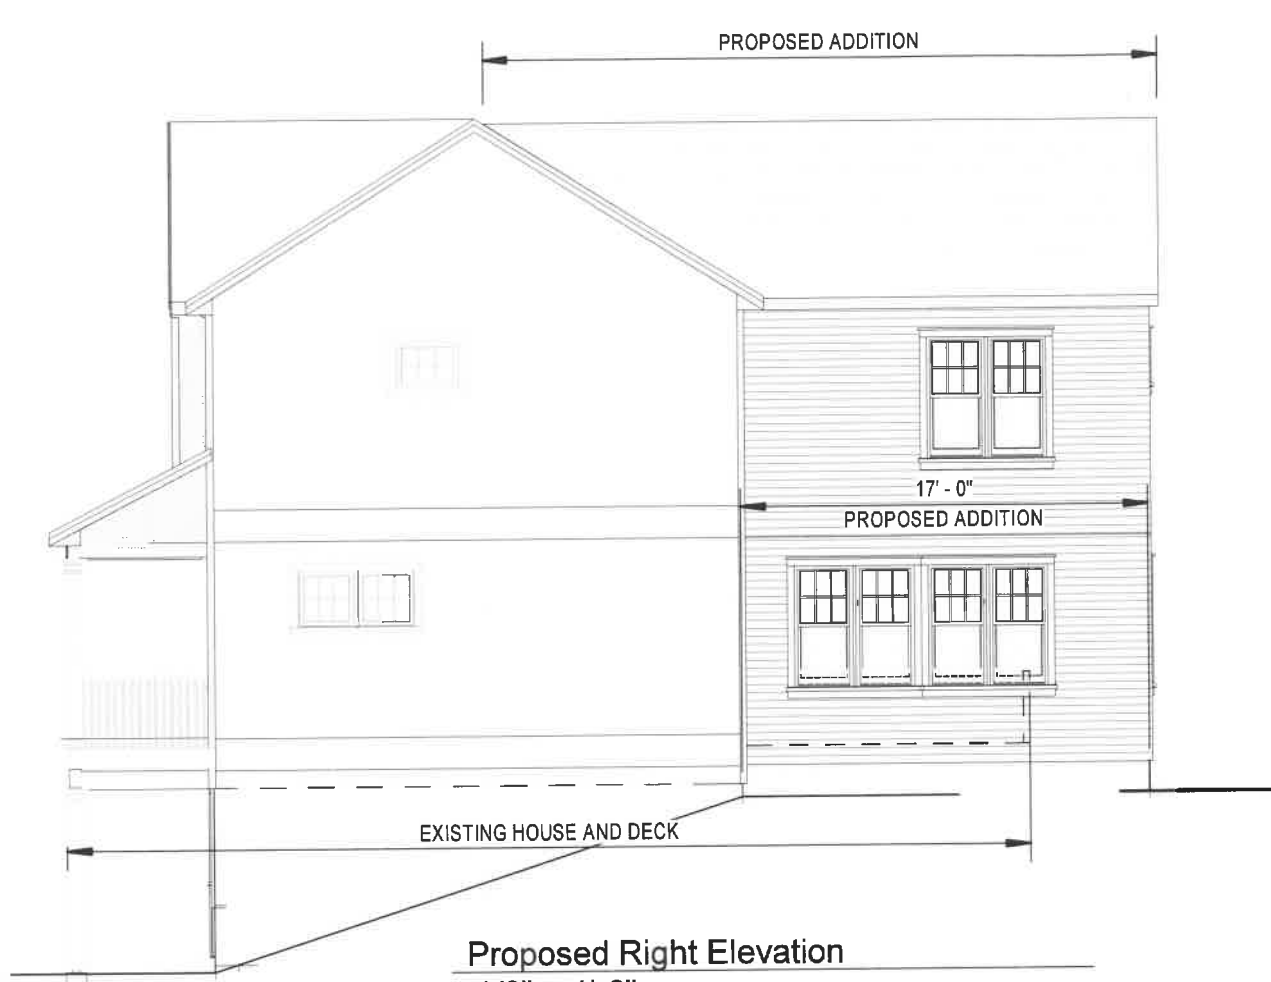 PROPOSED ADDITION
17' - 0"
PROPOSED ADDITION
EXISTING HOUSE AND DECK
Proposed Right Elevation